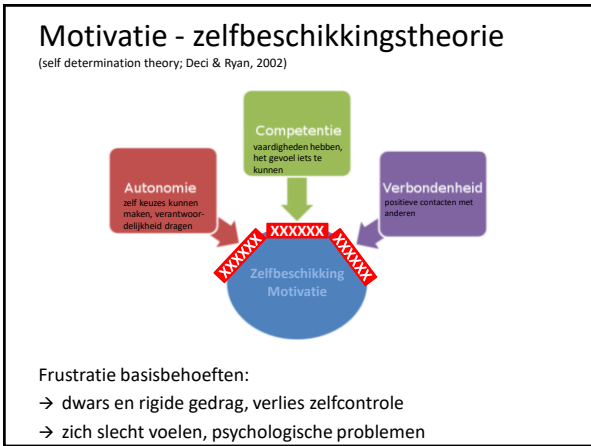 Motivatie - zelfbeschikkingstheorie
(self determination theory; Deci & Ryan, 2002)
Competentie
vaardigheden hebben,
het gevoel iets te
kunnen
Autonomie
zelf keuzes kunnen
maken, verantwoor-
delijkheid dragen
Verbondenheid
positieve contacten met
anderen
XXXXXX
XXXXXX
XXXXXX
Zelfbeschikking
Motivatie
Frustratie basisbehoeften:
→ dwars en rigide gedrag, verlies zelfcontrole
→ zich slecht voelen, psychologische problemen